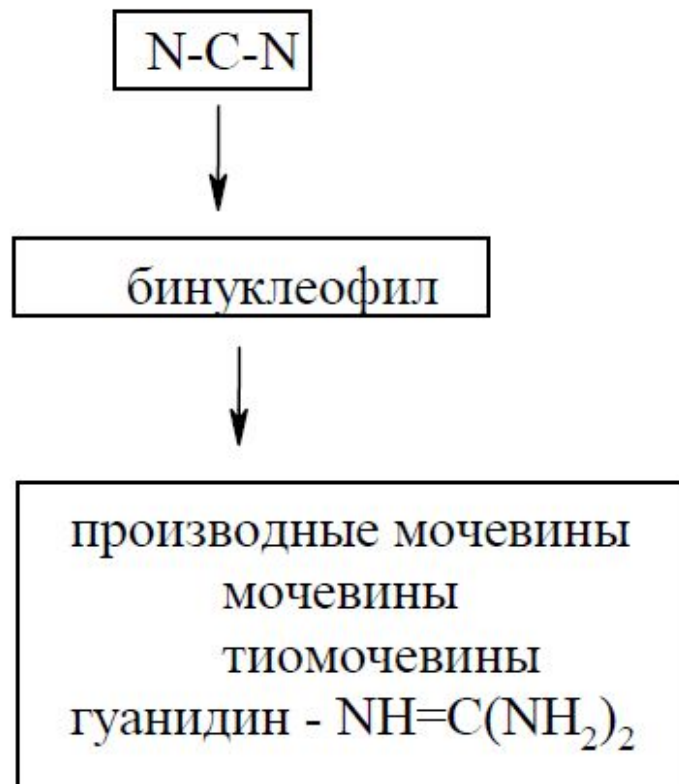 N-C-N
бинуклеофил
производные мочевины
мочевины
тиомочевины
гуанидин - NH=C(NH₂)₂